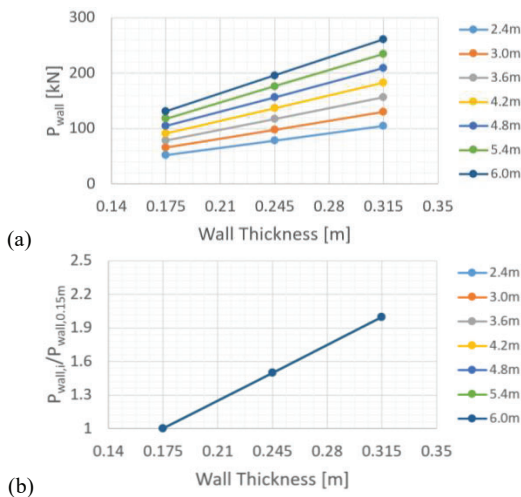 (a)
P_wall [kN]
300
200
100
0
0.14 0.175 0.21 0.245 0.28 0.315 0.35
Wall Thickness [m]
2.4m
3.0m
3.6m
4.2m
4.8m
5.4m
6.0m
(b)
P_wall,i/P_wall,0.15m
2.5
2.2
1.9
1.6
1.3
1
0.14 0.175 0.21 0.245 0.28 0.315 0.35
Wall Thickness [m]
2.4m
3.0m
3.6m
4.2m
4.8m
5.4m
6.0m